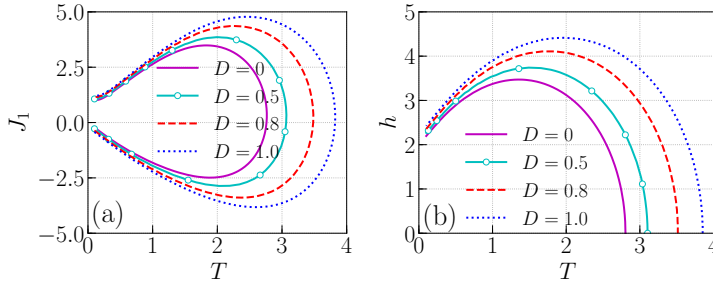 5.0
2.5
0.0
−2.5
−5.0
J1
D = 0
D = 0.5
D = 0.8
D = 1.0
(a)
0 1 2 3 4
T
5
4
3
2
1
0
h
D = 0
D = 0.5
D = 0.8
D = 1.0
(b)
0 1 2 3 4
T